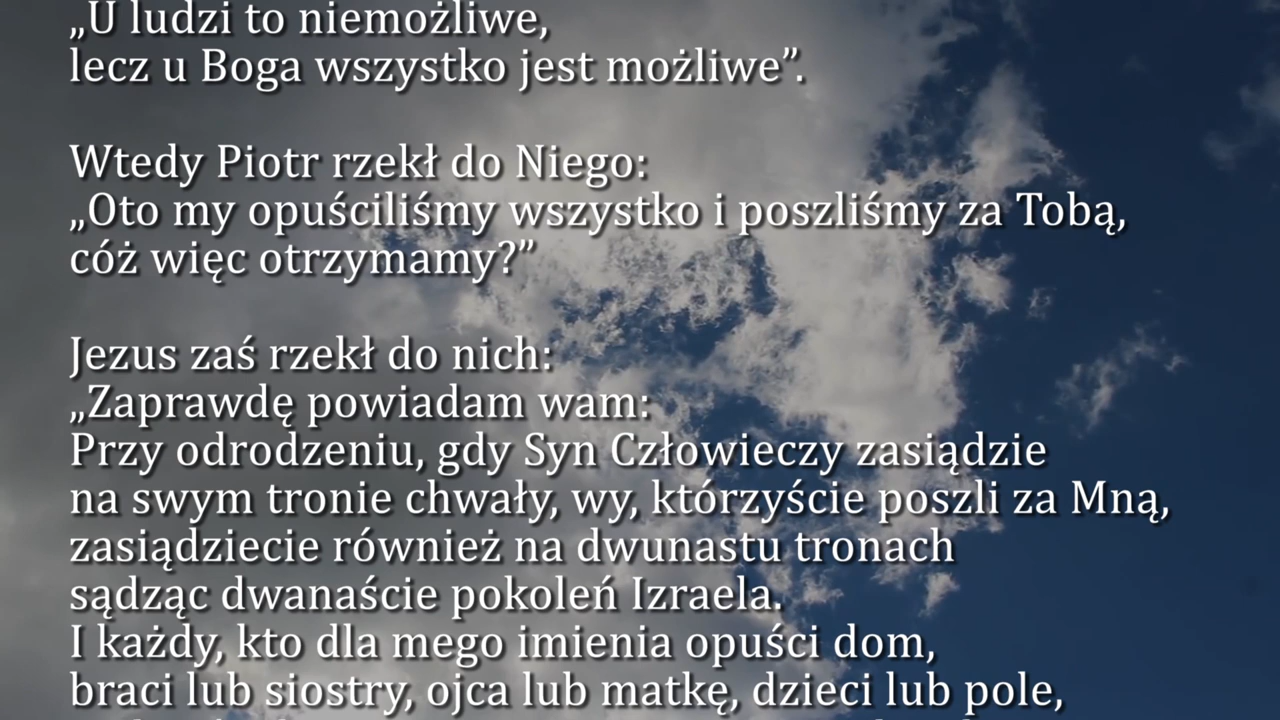 „U ludzi to niemożliwe,
lecz u Boga wszystko jest możliwe”.
Wtedy Piotr rzekł do Niego:
„Oto my opuściliśmy wszystko i poszliśmy za Tobą,
cóż więc otrzymamy?”
Jezus zaś rzekł do nich:
„Zaprawdę powiadam wam:
Przy odrodzeniu, gdy Syn Człowieczy zasiądzie
na swym tronie chwały, wy, którzyście poszli za Mną,
zasiądziecie również na dwunastu tronach
sądząc dwanaście pokoleń Izraela.
I każdy, kto dla mego imienia opuści dom,
braci lub siostry, ojca lub matkę, dzieci lub pole,